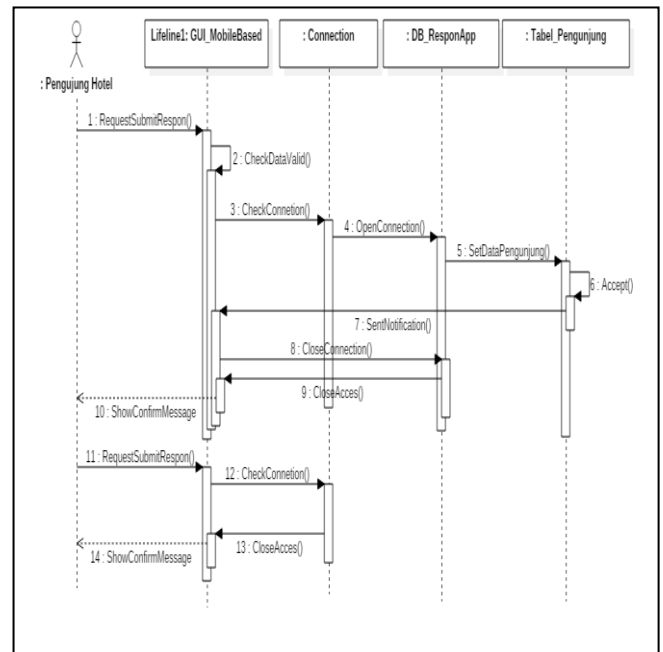 Lifeline1: GUI_MobileBased
: Connection
: DB_ResponApp
: Tabel_Pengunjung
: Pengujung Hotel
1 : RequestSubmitRespon()
2 : CheckDataValid()
3 : CheckConnetion()
4 : OpenConnection()
5 : SetDataPengunjung()
6 : Accept()
7 : SentNotification()
8 : CloseConnection()
9 : CloseAcces()
10 : ShowConfirmMessage
11 : RequestSubmitRespon()
12 : CheckConnetion()
13 : CloseAcces()
14 : ShowConfirmMessage